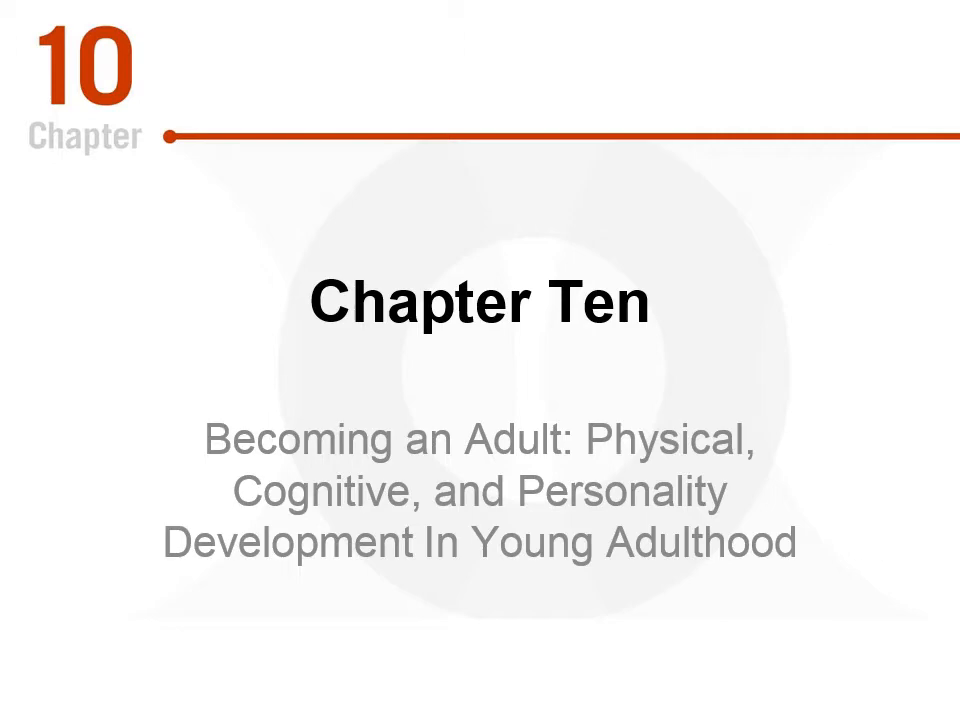 10
Chapter
Chapter Ten
Becoming an Adult: Physical,
Cognitive, and Personality
Development In Young Adulthood